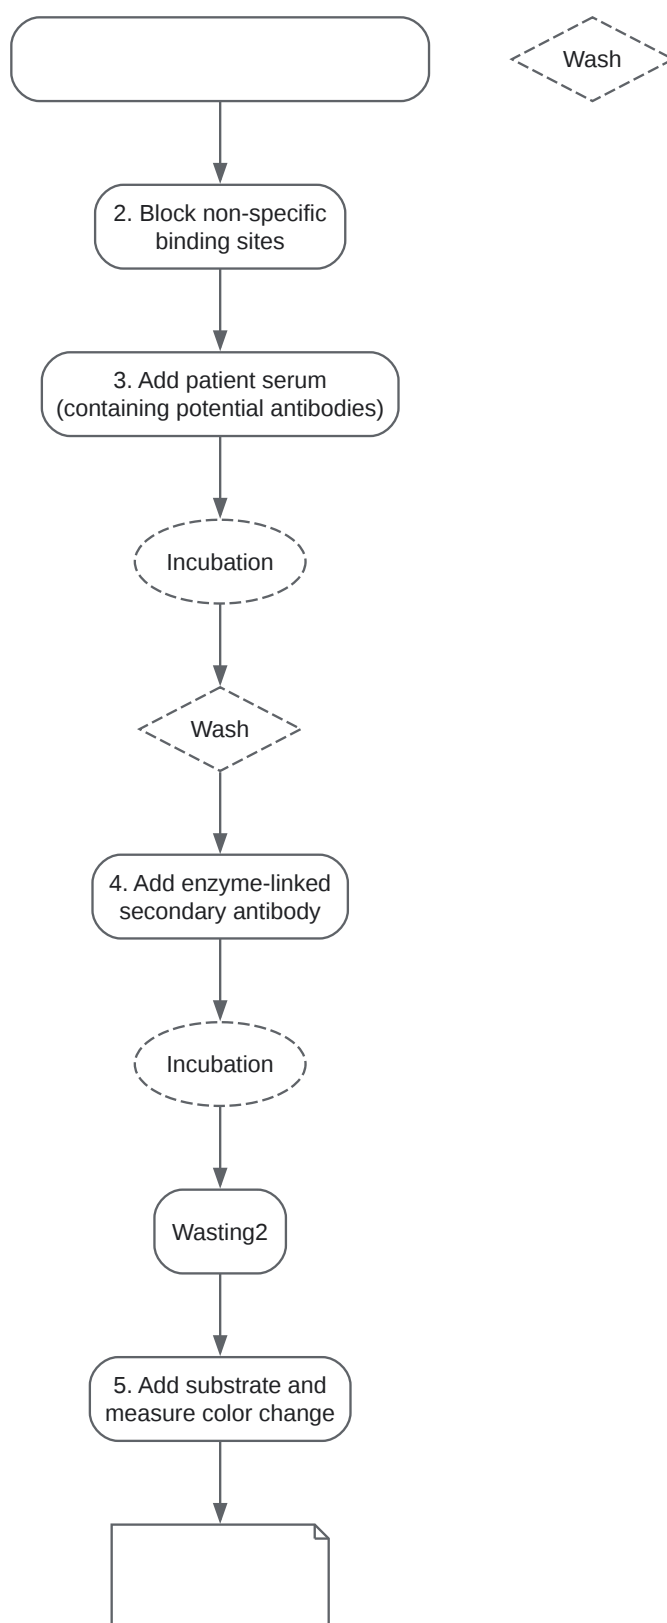 Wash
2. Block non-specific
binding sites
3. Add patient serum
(containing potential antibodies)
Incubation
Wash
4. Add enzyme-linked
secondary antibody
Incubation
Wasting2
5. Add substrate and
measure color change